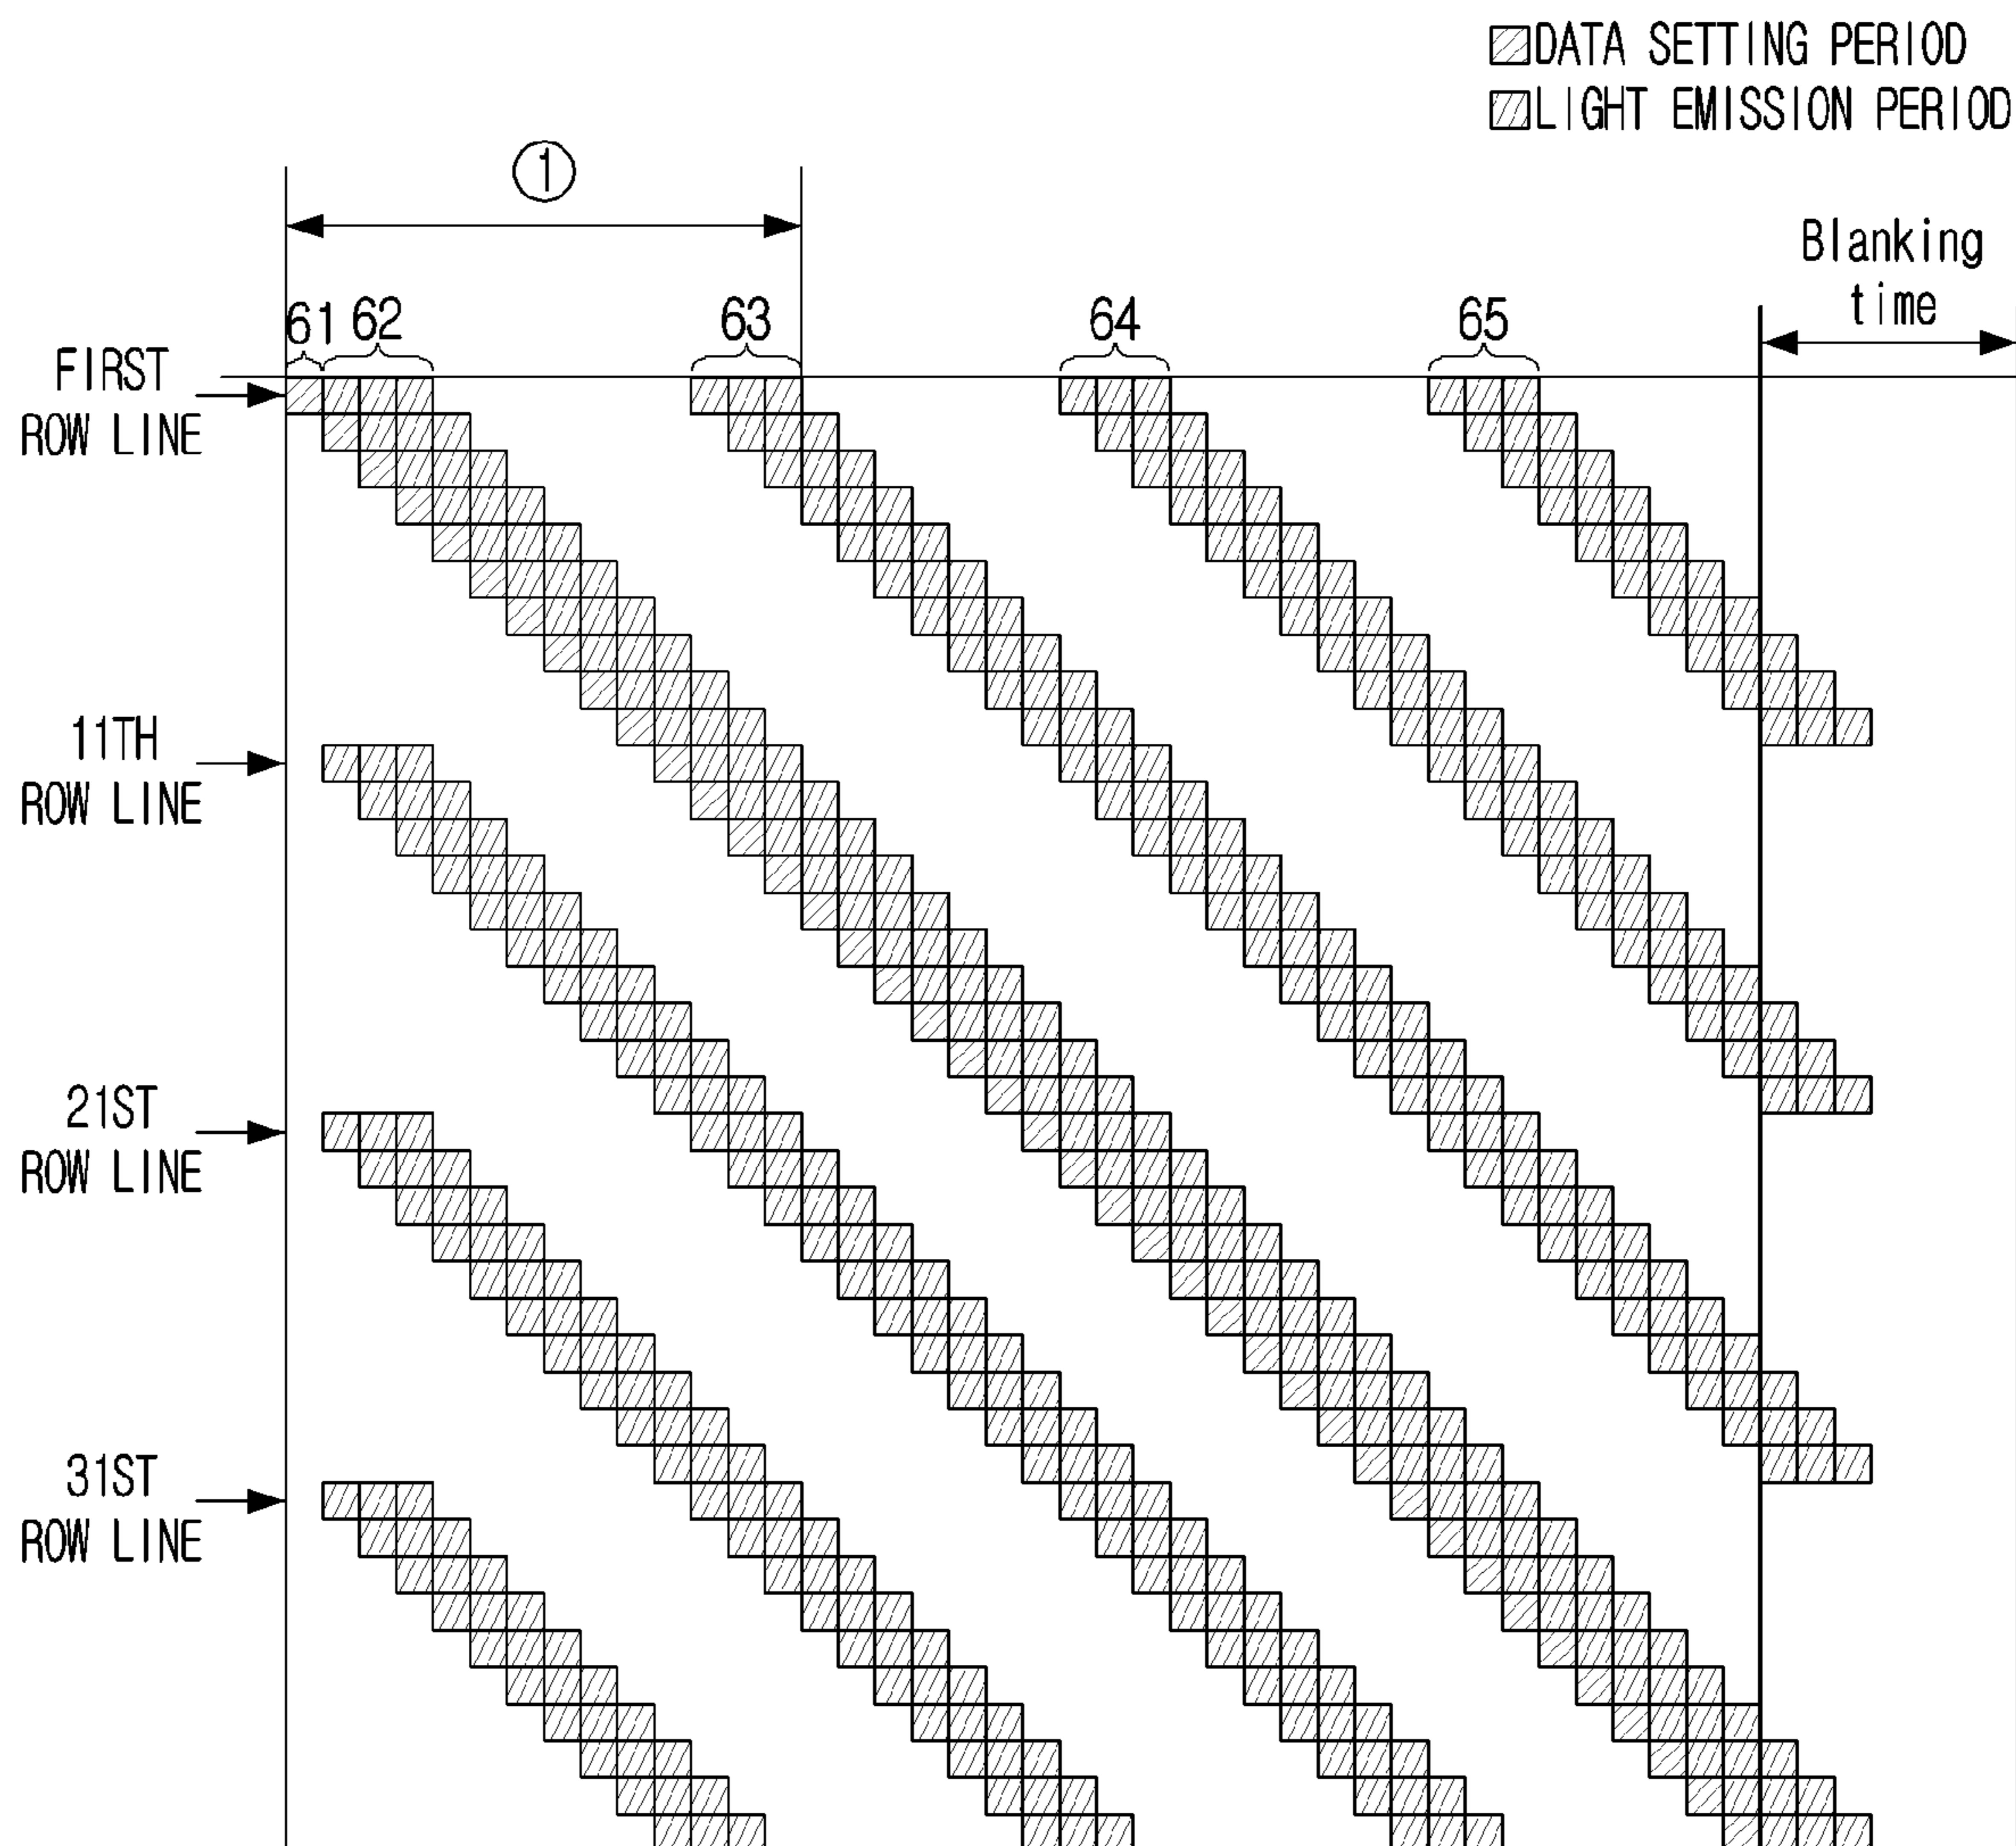 DATA SETTING PERIOD
LIGHT EMISSION PERIOD
①
Blanking
time
61
62
63
64
65
FIRST
ROW LINE
11TH
ROW LINE
21ST
ROW LINE
31ST
ROW LINE